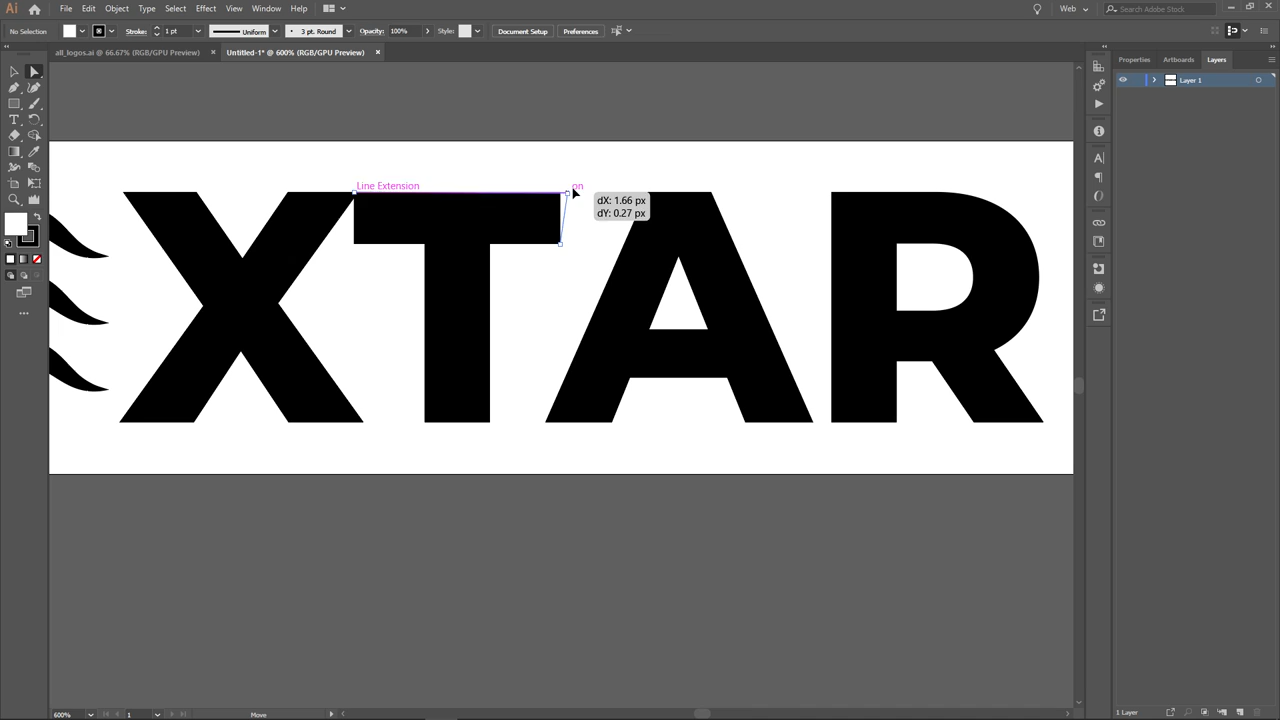 Ai File Edit Object Type Select Effect View Window Help Web Search Adobe Stock
No Selection Stroke: 1 pt Uniform 3 pt. Round Opacity: 100% Style: Document Setup Preferences
all_logos.ai @ 66.67% (RGB/GPU Preview) × Untitled-1* @ 600% (RGB/GPU Preview) ×
Properties Artboards Layers
Layer 1
Line Extension on
dX: 1.66 px
dY: 0.27 px
XTAR
600% 1 Move 1 Layer